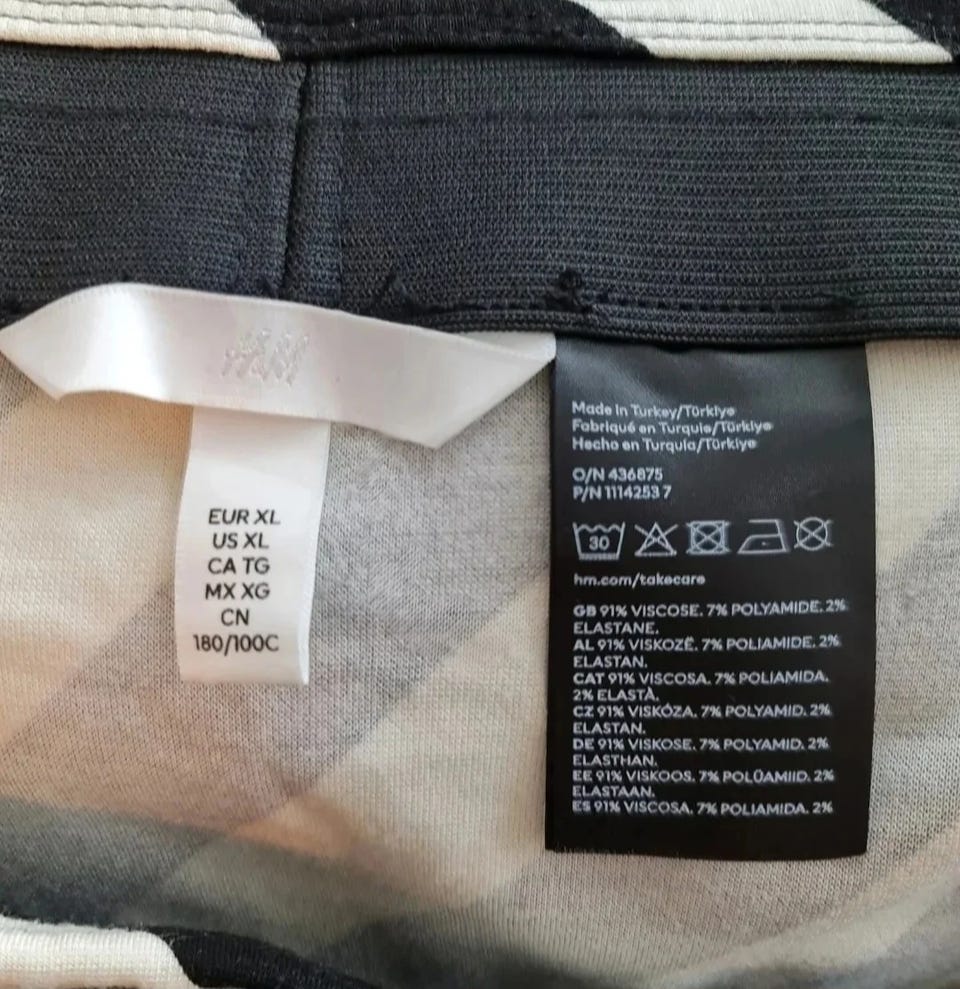 H&M
EUR XL
US XL
CA TG
MX XG
CN
180/100C
Made in Turkey/Türkiye
Fabriqué en Turquie/Türkiye
Hecho en Turquía/Türkiye
O/N 436875
P/N 1114253 7
30
hm.com/takecare
GB 91% VISCOSE. 7% POLYAMIDE. 2%
ELASTANE.
AL 91% VISKOZË. 7% POLIAMIDE. 2%
ELASTAN.
CAT 91% VISCOSA. 7% POLIAMIDA.
2% ELASTÀ.
CZ 91% VISKÓZA. 7% POLYAMID. 2%
ELASTAN.
DE 91% VISKOSE. 7% POLYAMID. 2%
ELASTHAN.
EE 91% VISKOOS. 7% POLÜAMIID. 2%
ELASTAAN.
ES 91% VISCOSA. 7% POLIAMIDA. 2%